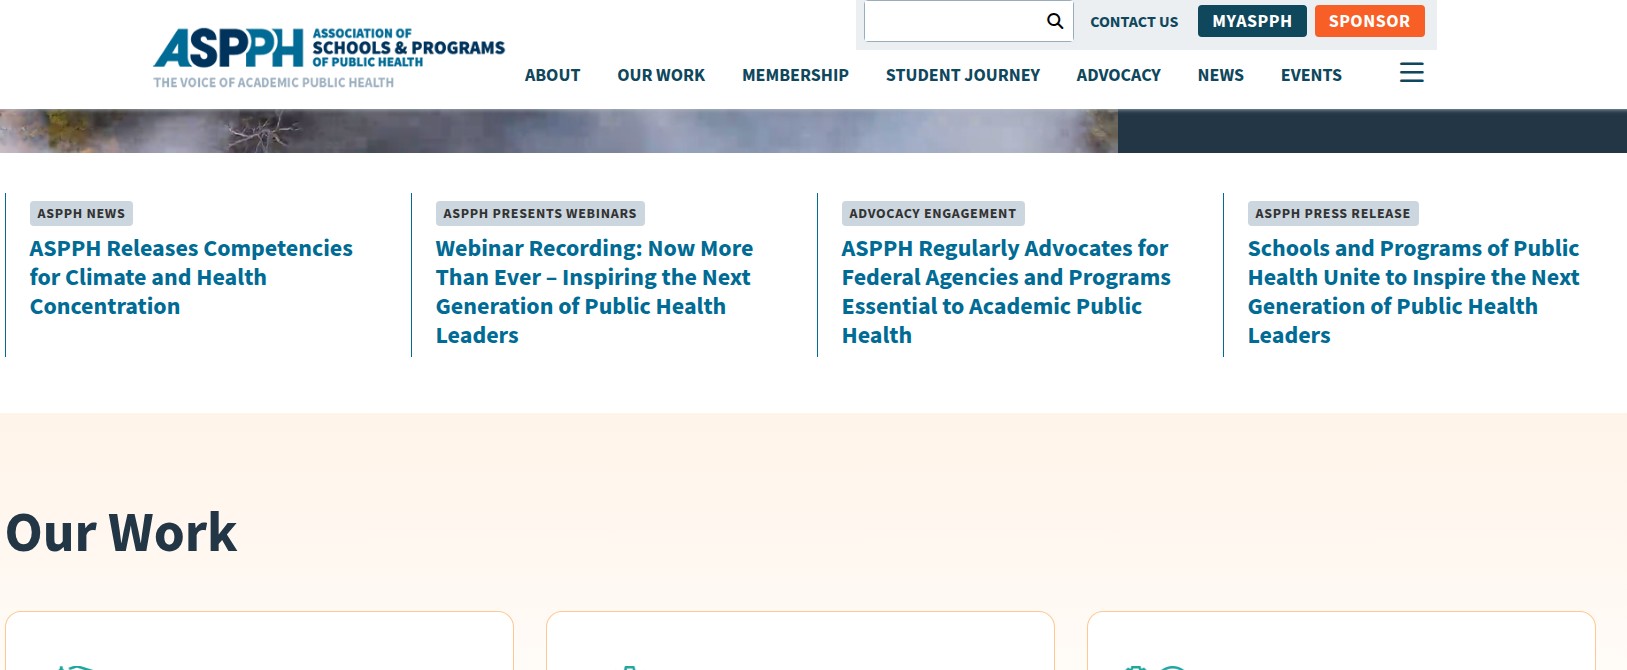 ASPPH
ASSOCIATION OF
SCHOOLS & PROGRAMS
OF PUBLIC HEALTH
THE VOICE OF ACADEMIC PUBLIC HEALTH
CONTACT US
MYASPPH
SPONSOR
ABOUT
OUR WORK
MEMBERSHIP
STUDENT JOURNEY
ADVOCACY
NEWS
EVENTS
ASPPH NEWS
ASPPH Releases Competencies
for Climate and Health
Concentration
ASPPH PRESENTS WEBINARS
Webinar Recording: Now More
Than Ever – Inspiring the Next
Generation of Public Health
Leaders
ADVOCACY ENGAGEMENT
ASPPH Regularly Advocates for
Federal Agencies and Programs
Essential to Academic Public
Health
ASPPH PRESS RELEASE
Schools and Programs of Public
Health Unite to Inspire the Next
Generation of Public Health
Leaders
Our Work